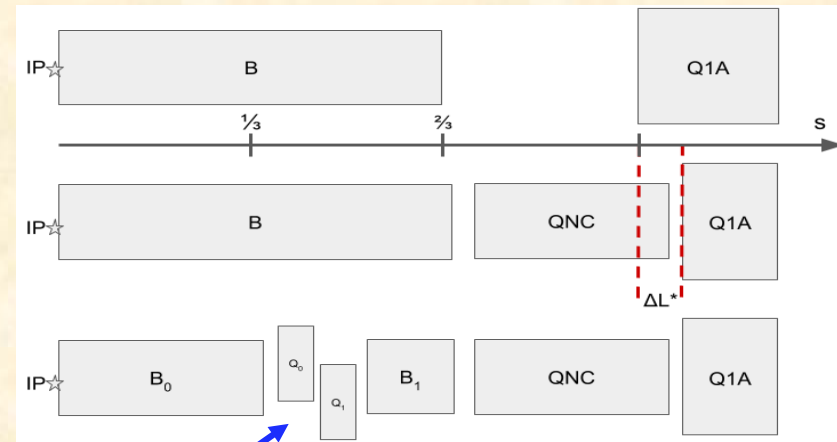 IP B Q1A
⅓ ⅔ s
IP B QNC Q1A
ΔL*
IP B₀ Q₀ Q₁ B₁ QNC Q1A